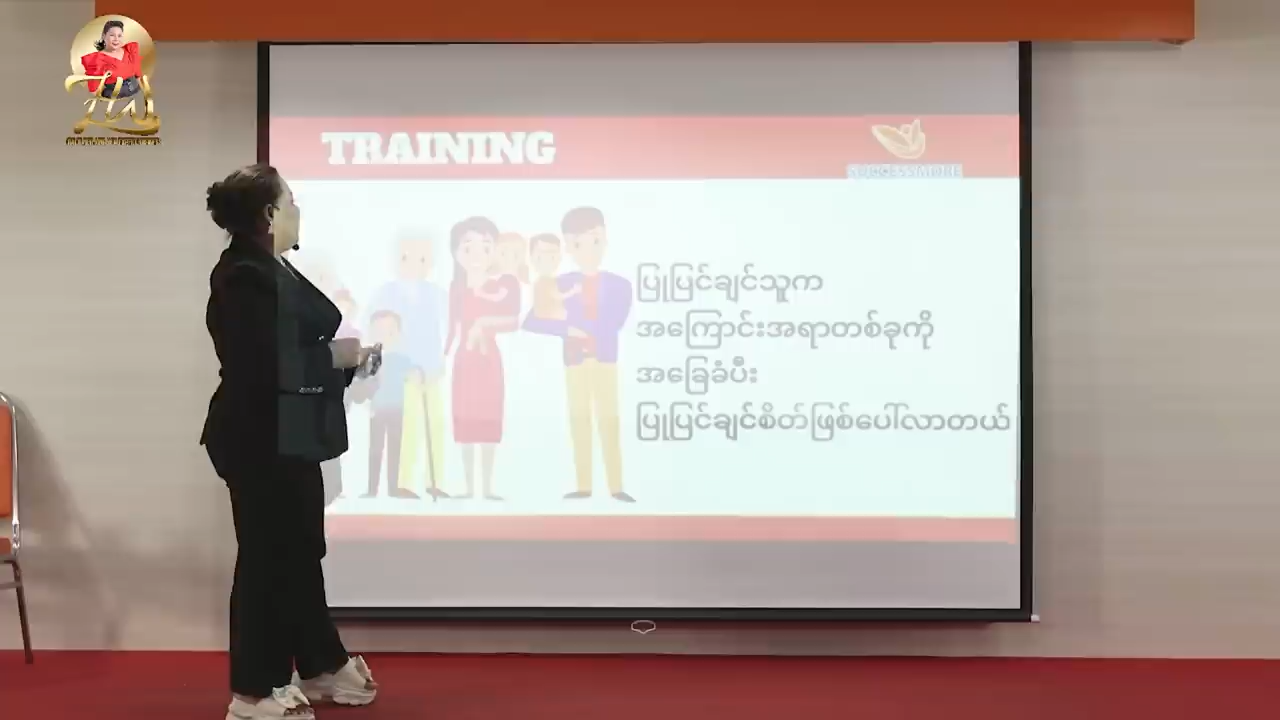 TRAINING
SUCCESSMORE
ပြုပြင်ချင်သူက
အကြောင်းအရာတစ်ခုကို
အခြေခံပီး
ပြုပြင်ချင်စိတ်ဖြစ်ပေါ်လာတယ်